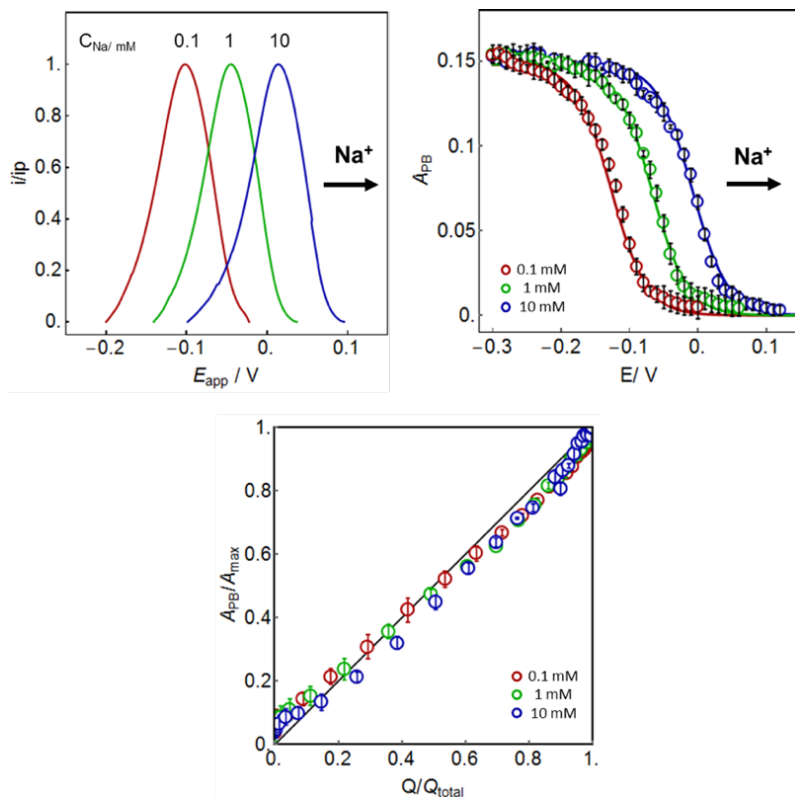 C_Na/ mM 0.1 1 10
i/ip
1.
0.8
0.6
0.4
0.2
0.
Na⁺
−0.2 −0.1 0. 0.1
E_app / V
A_PB
0.15
0.10
0.05
0.
Na⁺
0.1 mM
1 mM
10 mM
−0.3 −0.2 −0.1 0. 0.1
E/ V
A_PB/A_max
1.
0.8
0.6
0.4
0.2
0.
0.1 mM
1 mM
10 mM
0. 0.2 0.4 0.6 0.8 1.
Q/Q_total